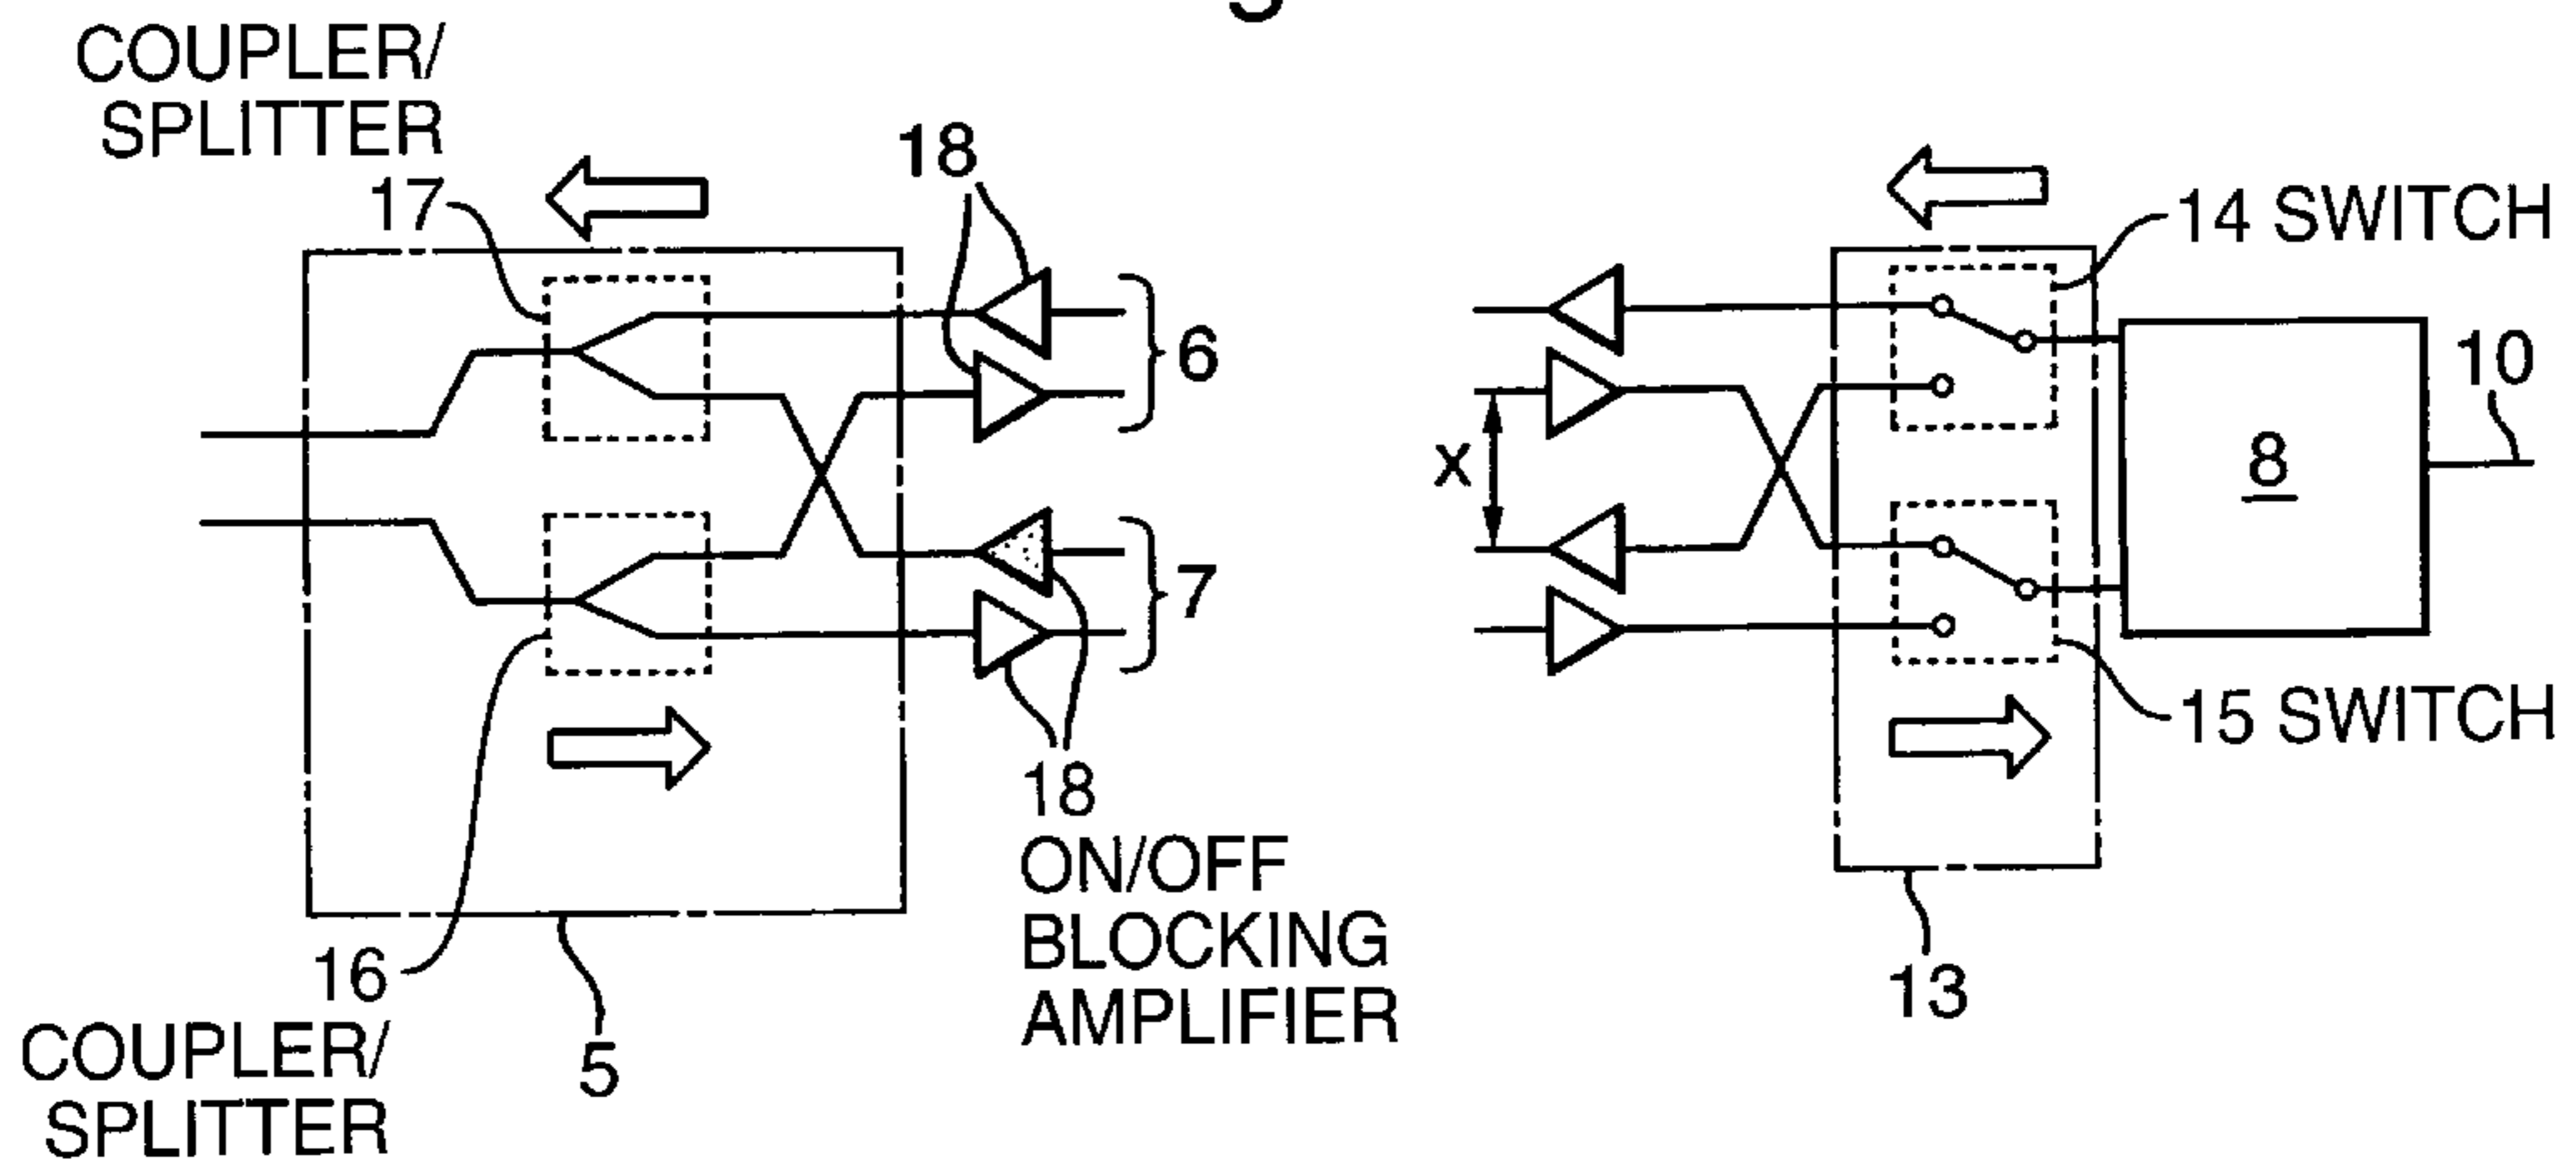 COUPLER/
SPLITTER
17
18
6
7
18
ON/OFF
BLOCKING
AMPLIFIER
16
COUPLER/
SPLITTER
5
X
14 SWITCH
10
8
15 SWITCH
13